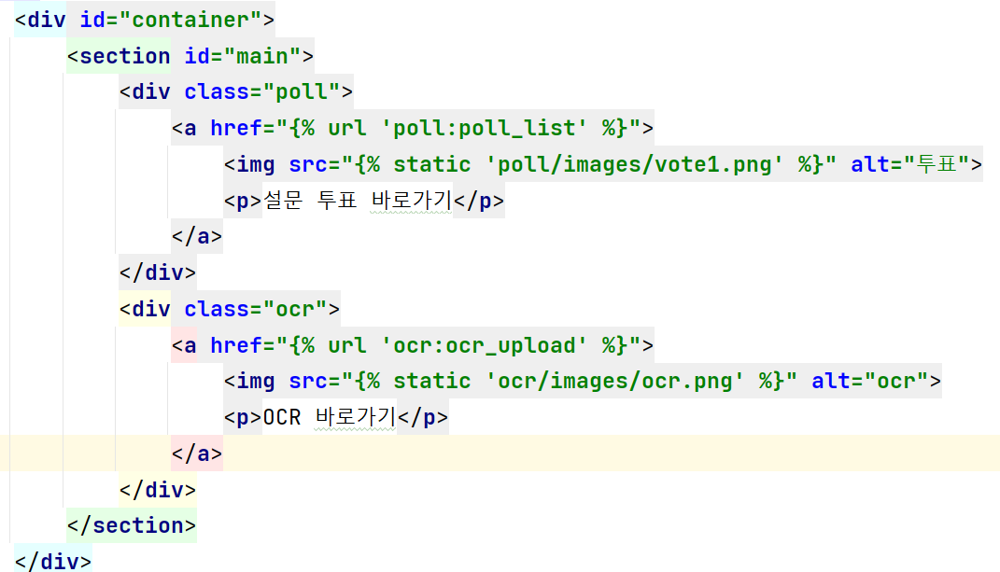 <div id="container">
<section id="main">
<div class="poll">
<a href="{% url 'poll:poll_list' %}">
<img src="{% static 'poll/images/vote1.png' %}" alt="투표">
<p>설문 투표 바로가기</p>
</a>
</div>
<div class="ocr">
<a href="{% url 'ocr:ocr_upload' %}">
<img src="{% static 'ocr/images/ocr.png' %}" alt="ocr">
<p>OCR 바로가기</p>
</a>
</div>
</section>
</div>